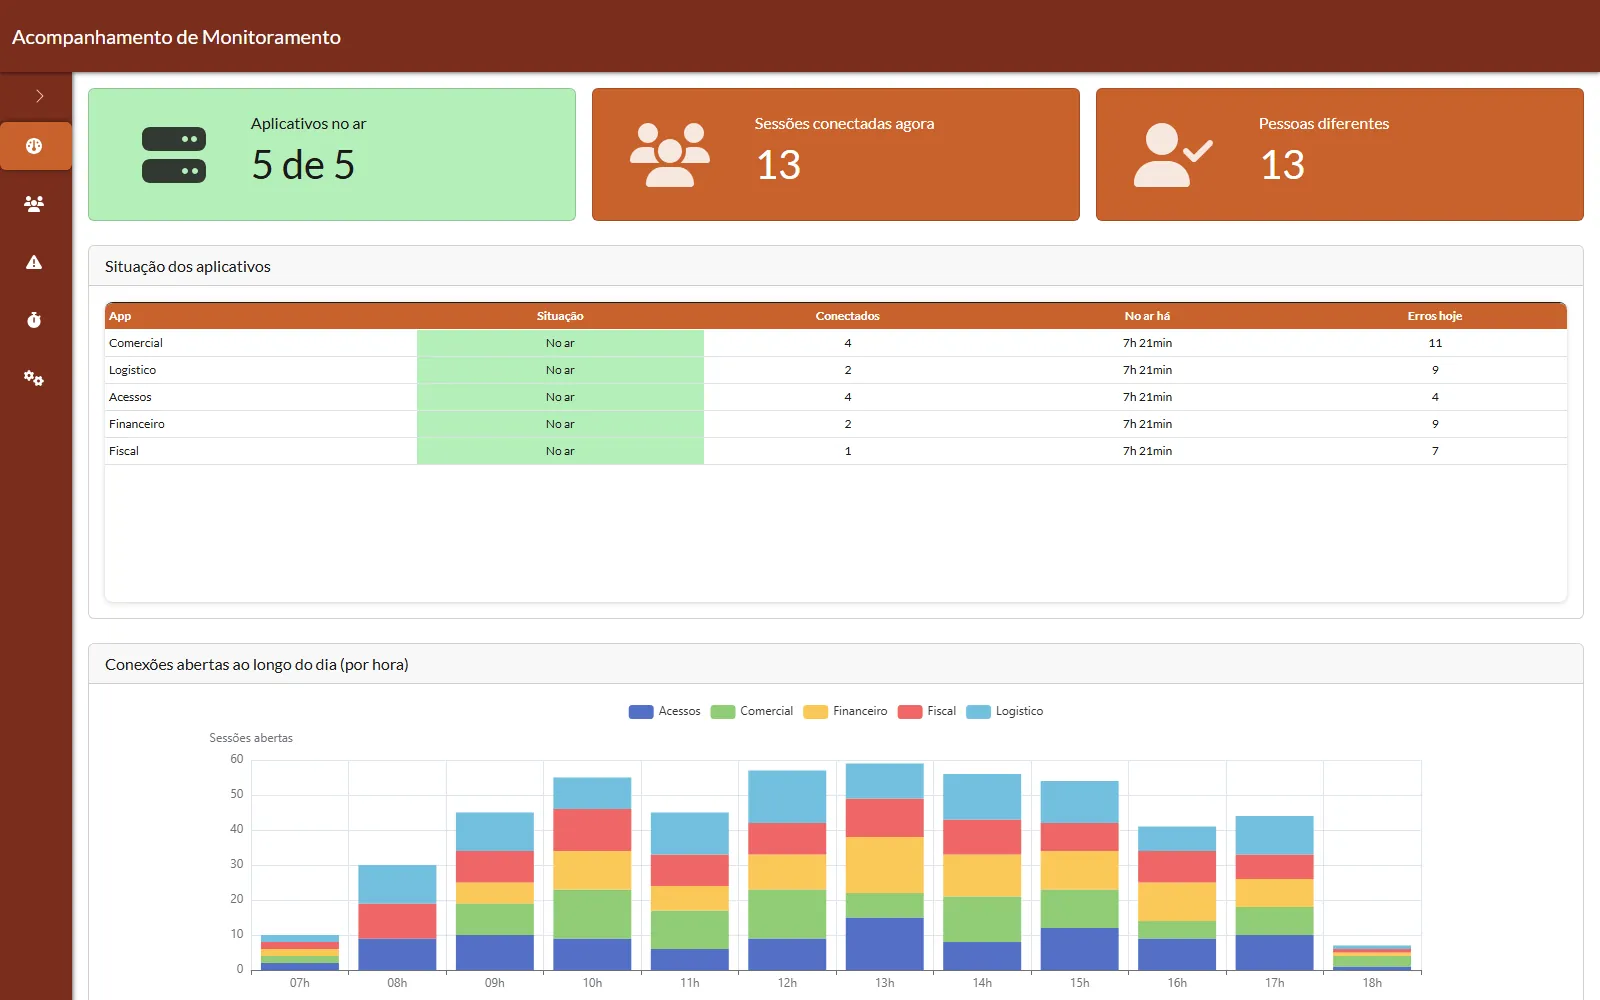 Acompanhamento de Monitoramento
Aplicativos no ar
5 de 5
Sessões conectadas agora
13
Pessoas diferentes
13
Situação dos aplicativos
App Situação Conectados No ar há Erros hoje
Comercial No ar 4 7h 21min 11
Logistico No ar 2 7h 21min 9
Acessos No ar 4 7h 21min 4
Financeiro No ar 2 7h 21min 9
Fiscal No ar 1 7h 21min 7
Conexões abertas ao longo do dia (por hora)
Acessos Comercial Financeiro Fiscal Logistico
Sessões abertas
60
50
40
30
20
10
0
07h 08h 09h 10h 11h 12h 13h 14h 15h 16h 17h 18h